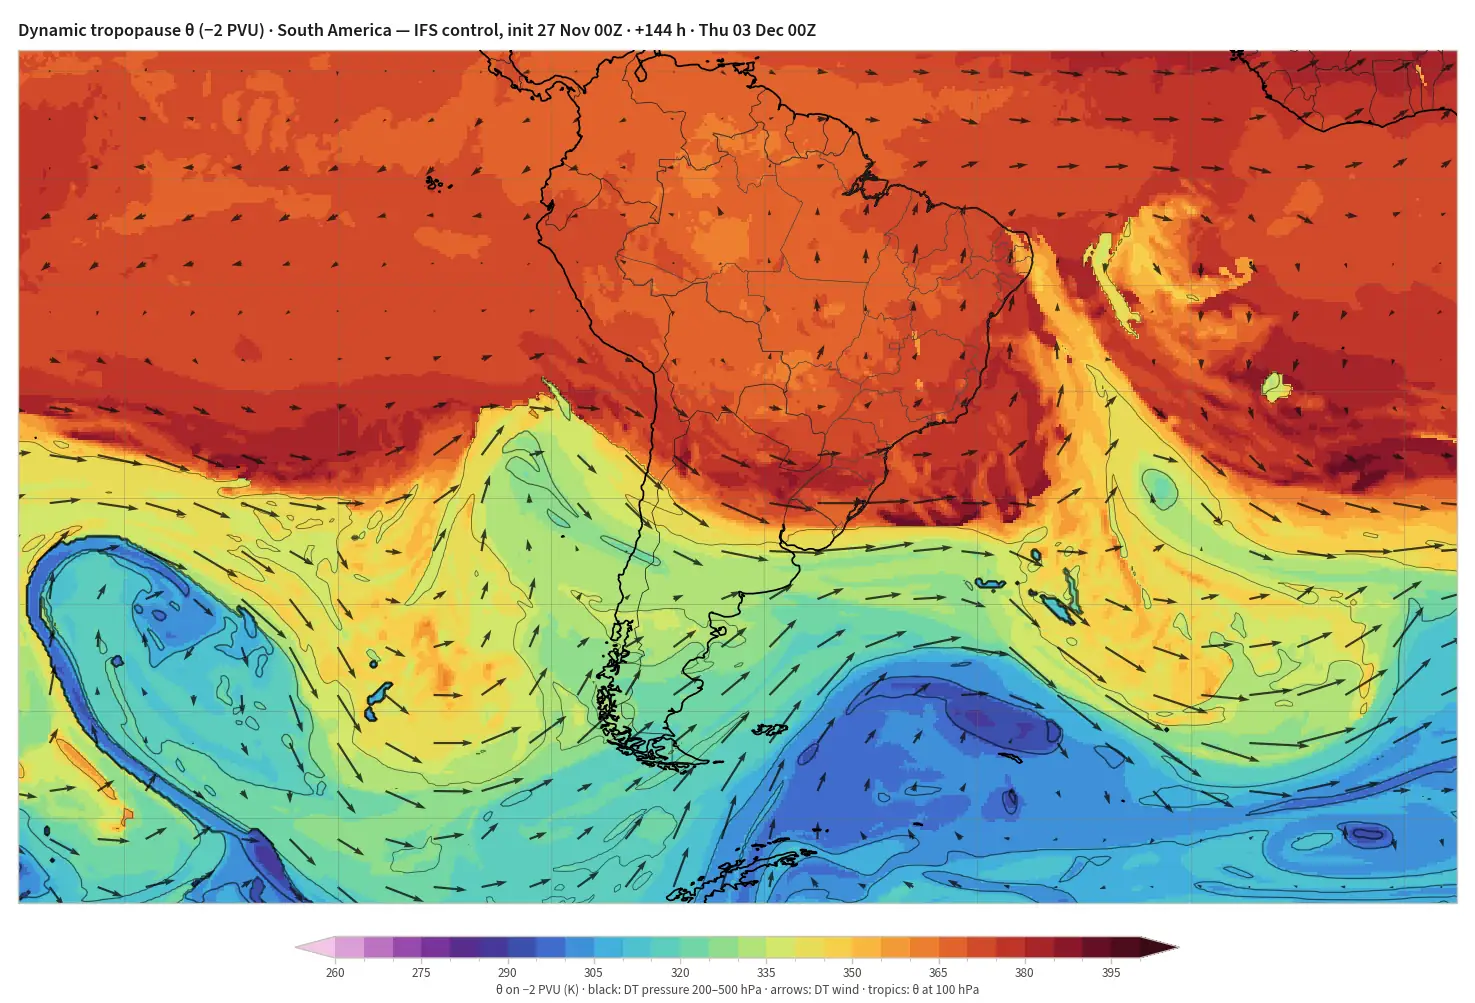 Dynamic tropopause θ (−2 PVU) · South America — IFS control, init 27 Nov 00Z · +144 h · Thu 03 Dec 00Z
260 275 290 305 320 335 350 365 380 395
θ on −2 PVU (K) · black: DT pressure 200–500 hPa · arrows: DT wind · tropics: θ at 100 hPa